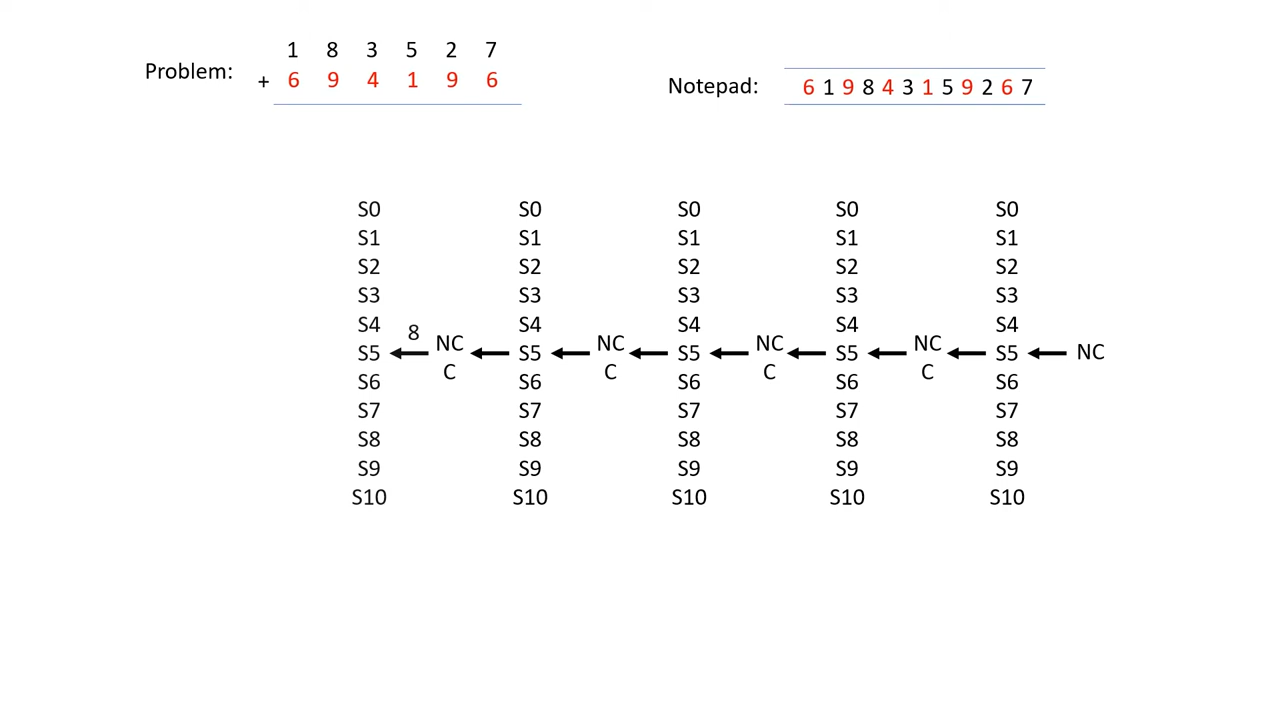 1 8 3 5 2 7
Problem:
+ 6 9 4 1 9 6
Notepad: 6 1 9 8 4 3 1 5 9 2 6 7
S0 S0 S0 S0 S0
S1 S1 S1 S1 S1
S2 S2 S2 S2 S2
S3 S3 S3 S3 S3
S4 S4 S4 S4 S4
8
S5 NC S5 NC S5 NC S5 NC S5 NC
C C C C
S6 S6 S6 S6 S6
S7 S7 S7 S7 S7
S8 S8 S8 S8 S8
S9 S9 S9 S9 S9
S10 S10 S10 S10 S10